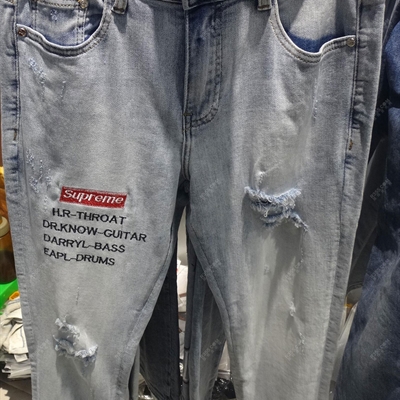 Supreme
H.R-THROAT
DR.KNOW-GUITAR
DARRYL-BASS
EAPL-DRUMS